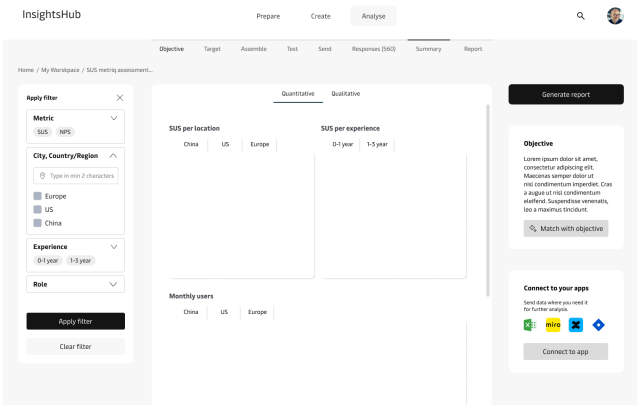 InsightsHub
Prepare Create Analyse
Objective Target Assemble Test Send Responses (560) Summary Report
Home / My Worskpace / SUS metriq assessment...
Apply filter
Metric
SUS NPS
City, Country/Region
Type in min 2 characters
Europe
US
China
Experience
0-1 year 1-3 year
Role
Apply filter
Clear filter
Quantitative Qualitative
SUS per location
China US Europe
SUS per experience
0-1 year 1-3 year
Monthly users
China US Europe
Generate report
Objective
Lorem ipsum dolor sit amet,
consectetur adipiscing elit.
Maecenas semper dolor ut
nisl condimentum imperdiet. Cras
a augue ut nisl condimentum
eleifend. Suspendisse venenatis,
leo a maximus tincidunt.
Match with objective
Connect to your apps
Send data where you need it
for further analysis.
miro
Connect to app